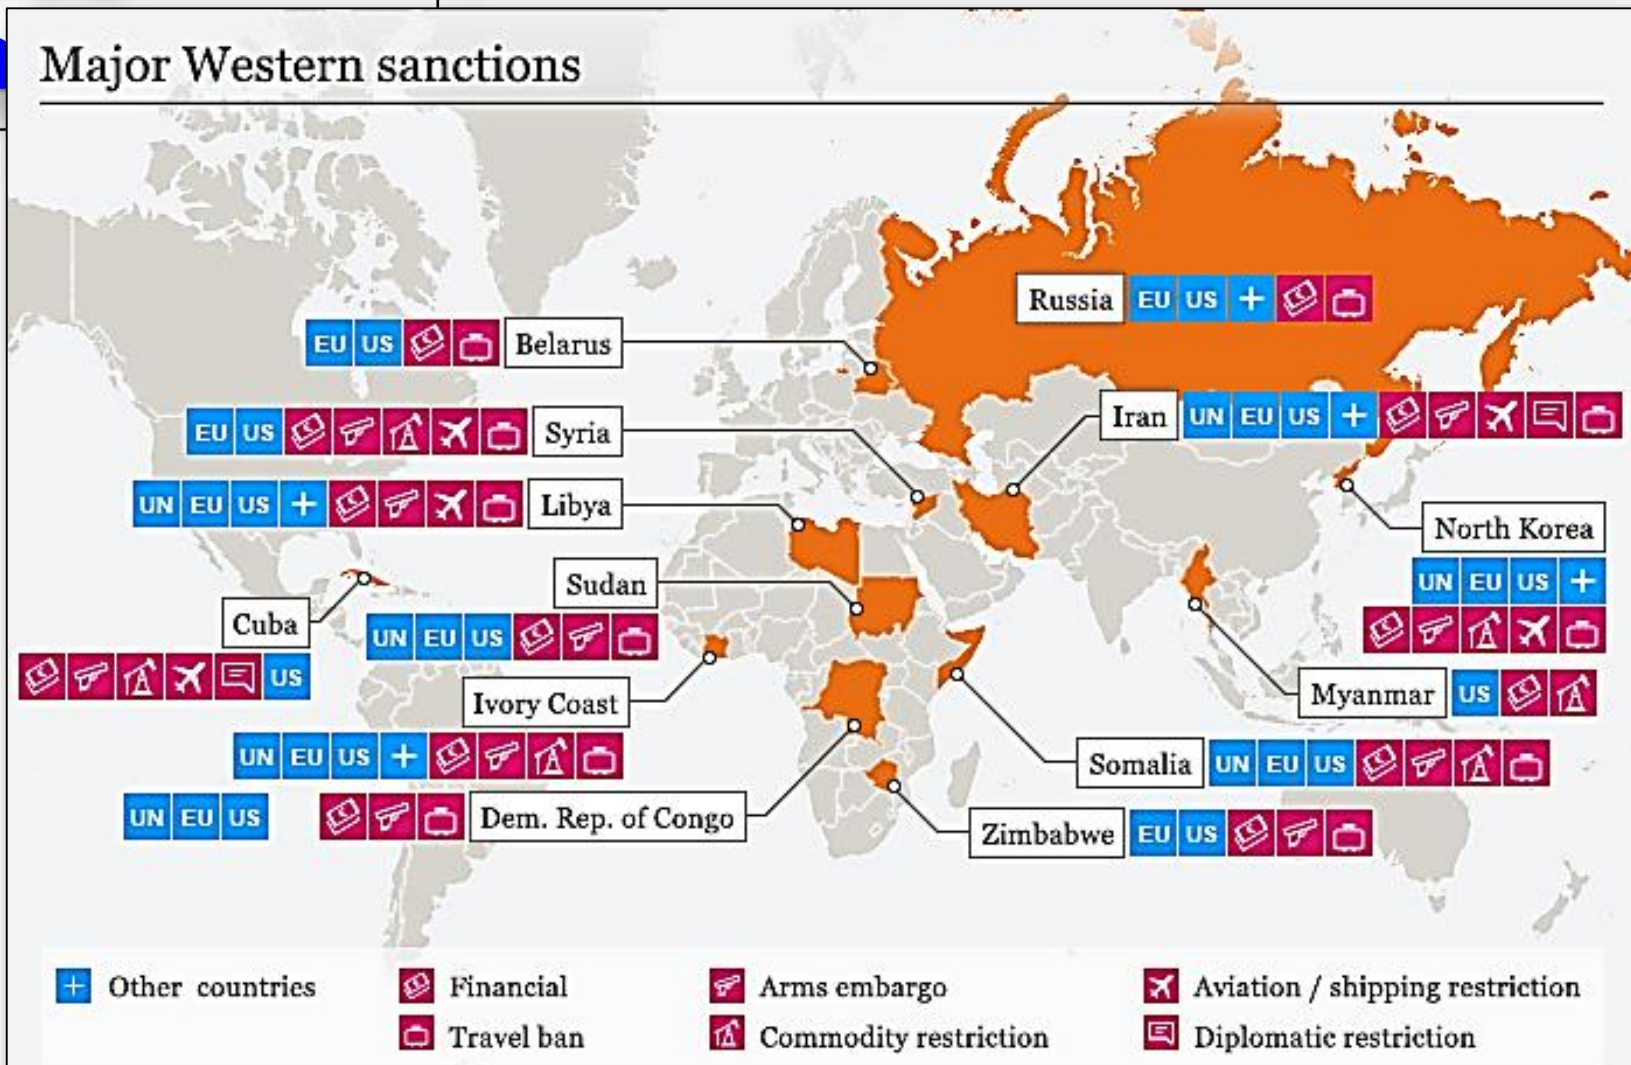 Major Western sanctions
Russia EU US +
EU US Belarus
Iran UN EU US +
EU US Syria
UN EU US + Libya
North Korea
UN EU US +
Sudan
UN EU US
Cuba
US
Myanmar US
Ivory Coast
UN EU US +
Somalia UN EU US
UN EU US Dem. Rep. of Congo
Zimbabwe EU US
+ Other countries
Financial
Arms embargo
Aviation / shipping restriction
Travel ban
Commodity restriction
Diplomatic restriction